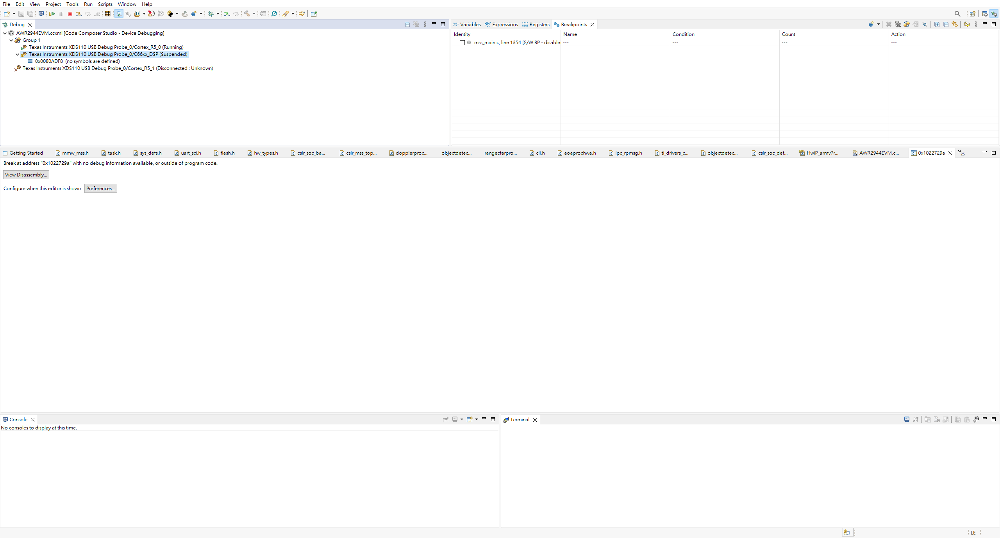 File Edit View Project Tools Run Scripts Window Help
Debug
AWR2944EVM.ccxml [Code Composer Studio - Device Debugging]
Group 1
Texas Instruments XDS110 USB Debug Probe_0/Cortex_R5_0 (Running)
Texas Instruments XDS110 USB Debug Probe_0/C66xx_DSP (Suspended)
0x0080ADF8 (no symbols are defined)
Texas Instruments XDS110 USB Debug Probe_0/Cortex_R5_1 (Disconnected : Unknown)
(x)= Variables Expressions Registers Breakpoints
Identity Name Condition Count Action
mss_main.c, line 1354 [S/W BP - disable --- --- --- ---
Getting Started mmw_mss.h task.h sys_defs.h uart_sci.h flash.h hw_types.h cslr_soc_ba... cslr_mss_top... dopplerproc... objectdetec... rangecfarpro... cli.h aoaprochwa.h ipc_rpmsg.h ti_drivers_c... objectdetec... cslr_soc_def... HwiP_armv7r... AWR2944EVM.c... 0x1022729a »25
Break at address "0x1022729a" with no debug information available, or outside of program code.
View Disassembly...
Configure when this editor is shown Preferences...
Console
No consoles to display at this time.
Terminal
LE